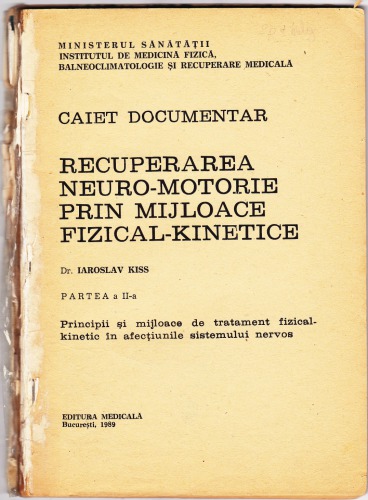 MINISTERUL SĂNĂTĂȚII
INSTITUTUL DE MEDICINĂ FIZICĂ,
BALNEOCLIMATOLOGIE ȘI RECUPERARE MEDICALĂ
CAIET DOCUMENTAR
RECUPERAREA
NEURO-MOTORIE
PRIN MIJLOACE
FIZICAL-KINETICE
Dr. IAROSLAV KISS
PARTEA a II-a
Principii și mijloace de tratament fizical-
kinetic în afecțiunile sistemului nervos
EDITURA MEDICALĂ
București, 1989